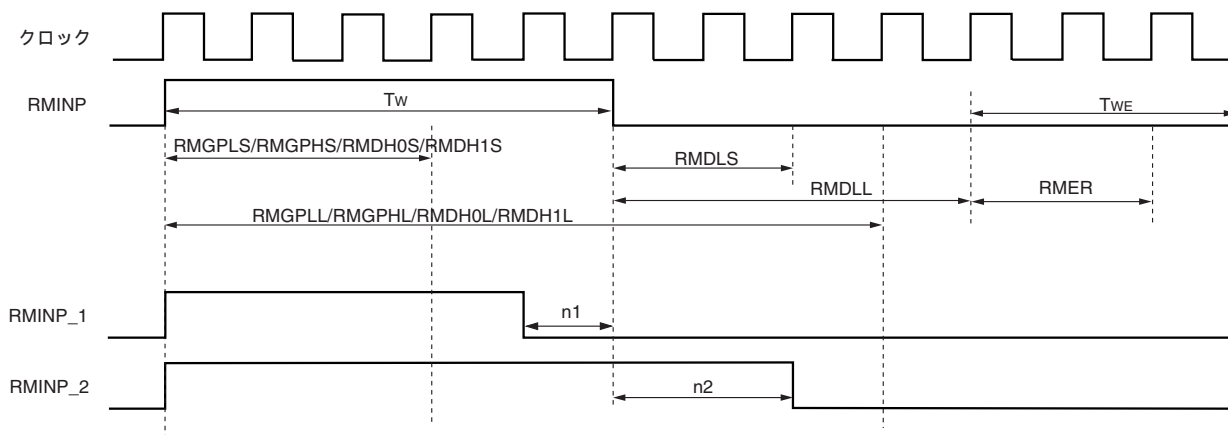 クロック
RMINP
TW
TWE
RMGPLS/RMGPHS/RMDH0S/RMDH1S
RMDLS
RMDLL
RMER
RMGPLL/RMGPHL/RMDH0L/RMDH1L
RMINP_1
n1
RMINP_2
n2